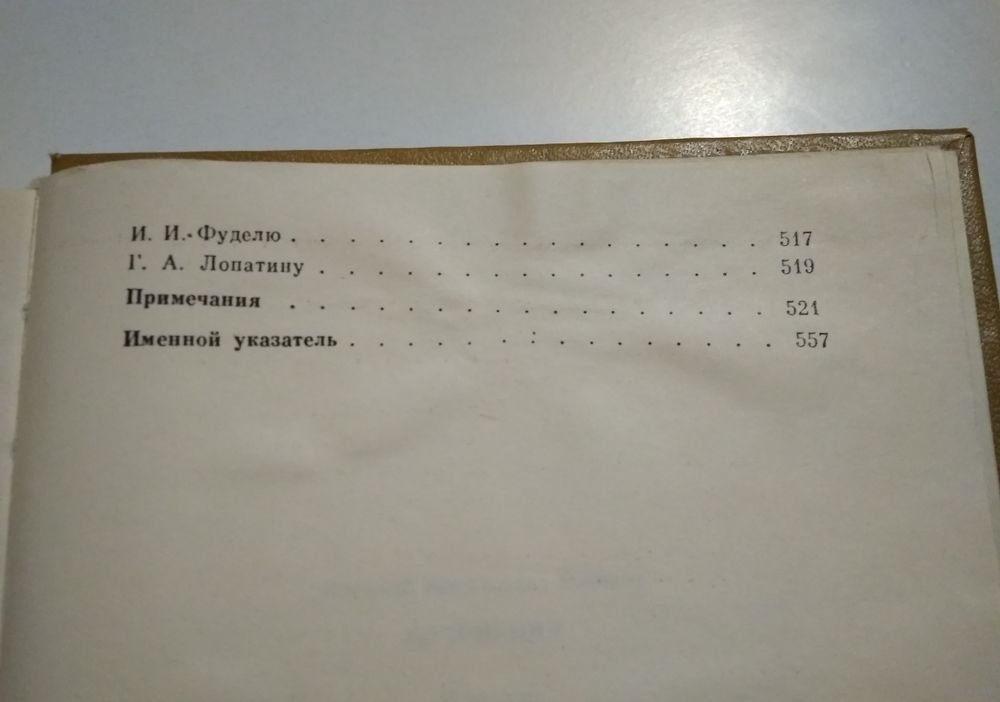 И. И. Фуделю . . . . . . . . . . . . . . . . . 517
Г. А. Лопатину . . . . . . . . . . . . . . . . 519
Примечания . . . . . . . . . . . . . . . . . 521
Именной указатель . . . . . . . . . . . . . . . 557